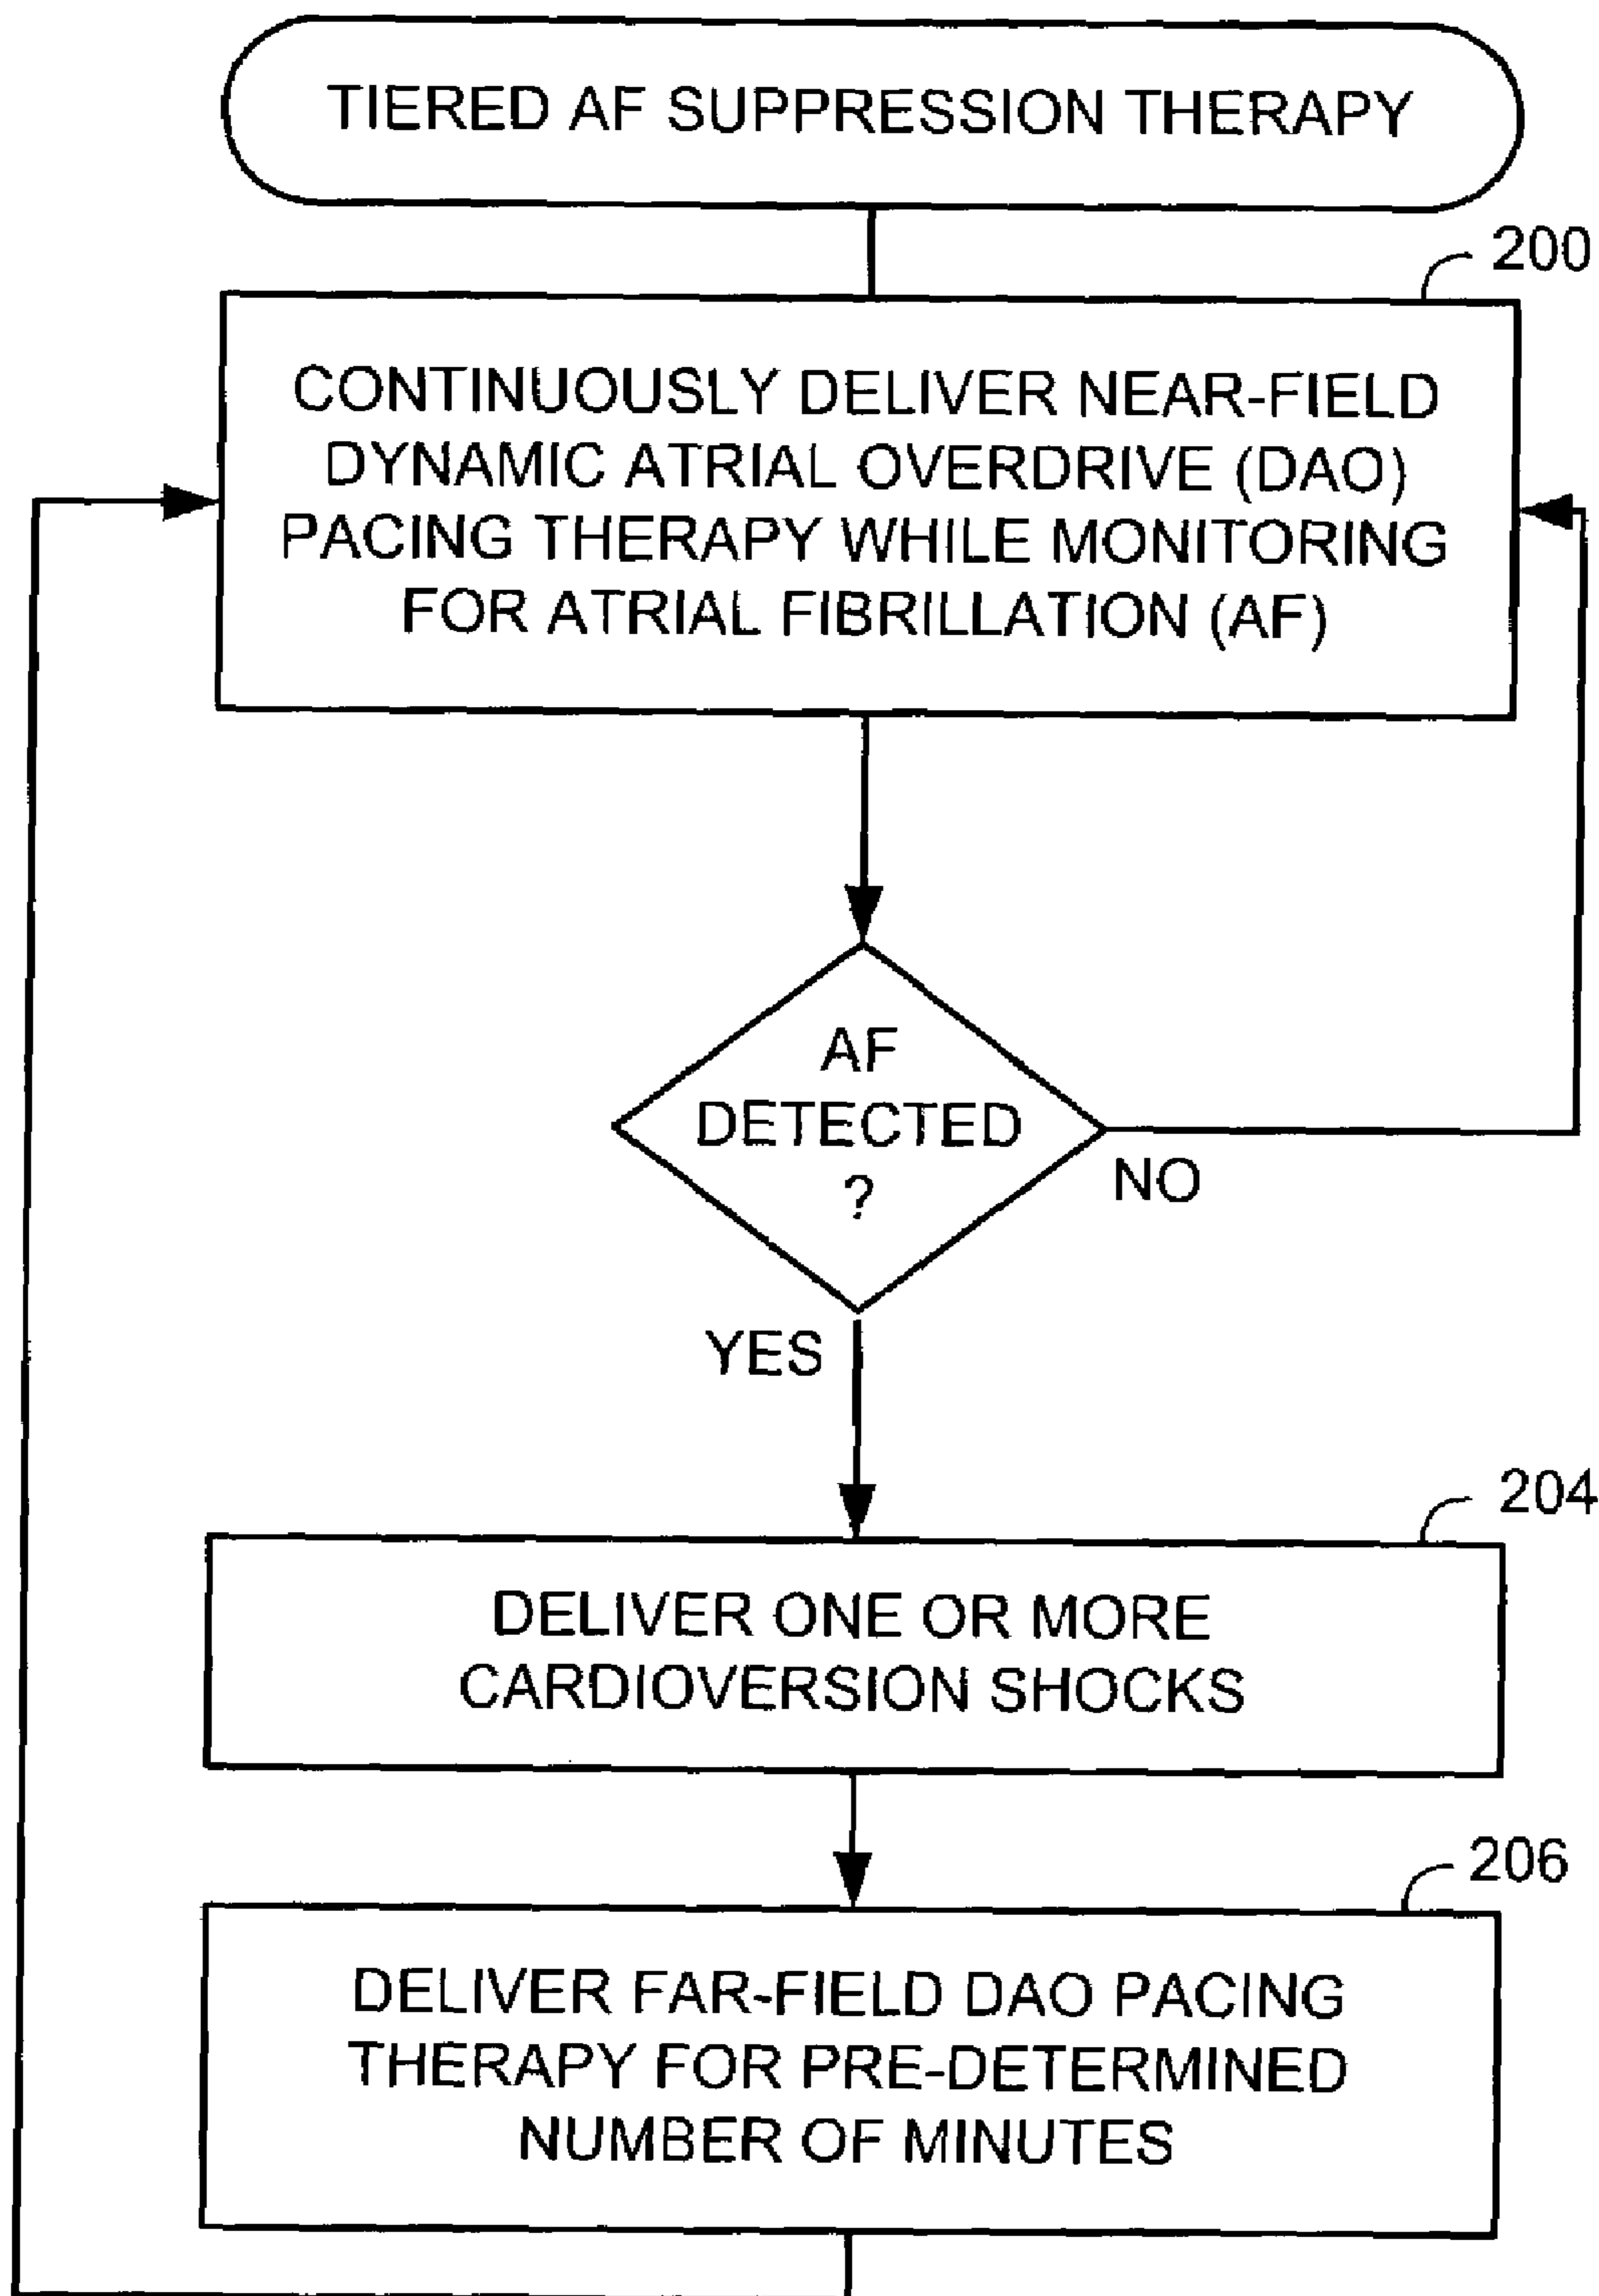 TIERED AF SUPPRESSION THERAPY
200
CONTINUOUSLY DELIVER NEAR-FIELD
DYNAMIC ATRIAL OVERDRIVE (DAO)
PACING THERAPY WHILE MONITORING
FOR ATRIAL FIBRILLATION (AF)
AF
DETECTED
?
NO
YES
204
DELIVER ONE OR MORE
CARDIOVERSION SHOCKS
206
DELIVER FAR-FIELD DAO PACING
THERAPY FOR PRE-DETERMINED
NUMBER OF MINUTES